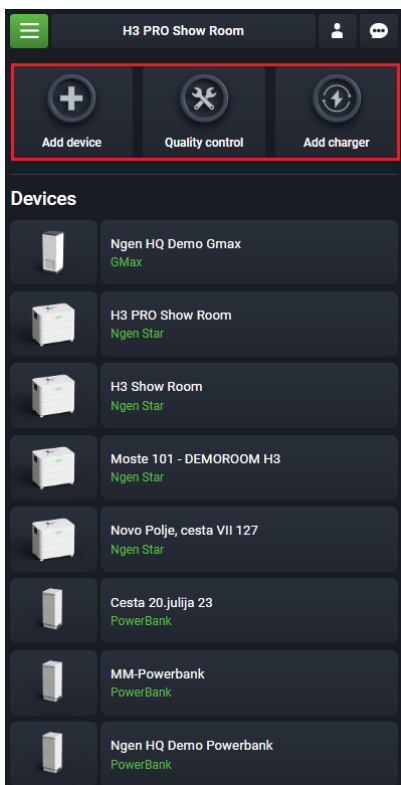 H3 PRO Show Room
Add device
Quality control
Add charger
Devices
Ngen HQ Demo Gmax
GMax
H3 PRO Show Room
Ngen Star
H3 Show Room
Ngen Star
Moste 101 - DEMOROOM H3
Ngen Star
Novo Polje, cesta VII 127
Ngen Star
Cesta 20.julija 23
PowerBank
MM-Powerbank
PowerBank
Ngen HQ Demo Powerbank
PowerBank